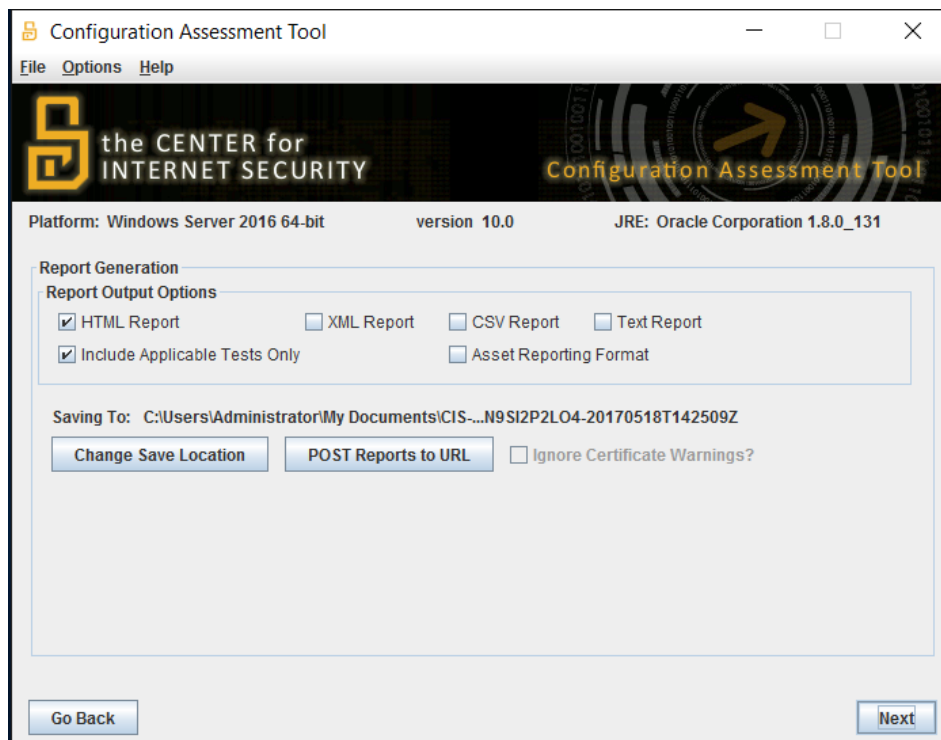 Configuration Assessment Tool
File Options Help
the CENTER for
INTERNET SECURITY
Configuration Assessment Tool
Platform: Windows Server 2016 64-bit version 10.0 JRE: Oracle Corporation 1.8.0_131
Report Generation
Report Output Options
HTML Report XML Report CSV Report Text Report
Include Applicable Tests Only Asset Reporting Format
Saving To: C:\Users\Administrator\My Documents\CIS-...N9SI2P2LO4-20170518T142509Z
Change Save Location POST Reports to URL Ignore Certificate Warnings?
Go Back Next